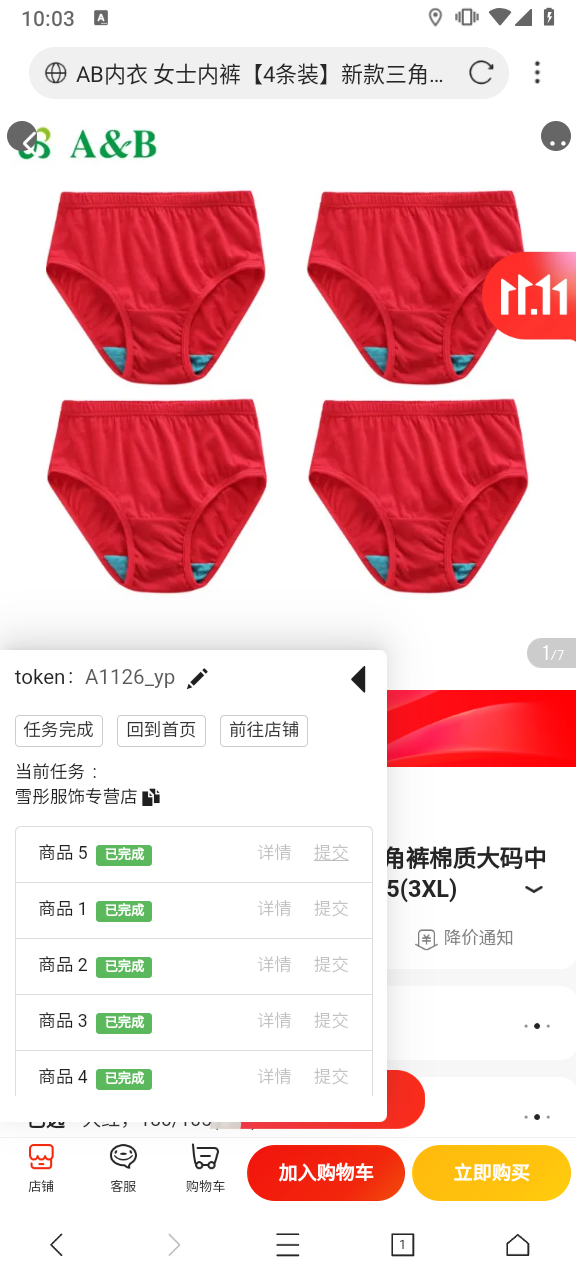 10:03
A
AB内衣 女士内裤【4条装】新款三角...
A&B
11.11
1/7
token: A1126_yp
任务完成 回到首页 前往店铺
当前任务：
雪彤服饰专营店
商品 5 已完成 详情 提交
商品 1 已完成 详情 提交
商品 2 已完成 详情 提交
商品 3 已完成 详情 提交
商品 4 已完成 详情 提交
角裤棉质大码中
5(3XL)
降价通知
店铺
客服
购物车
加入购物车
立即购买
1